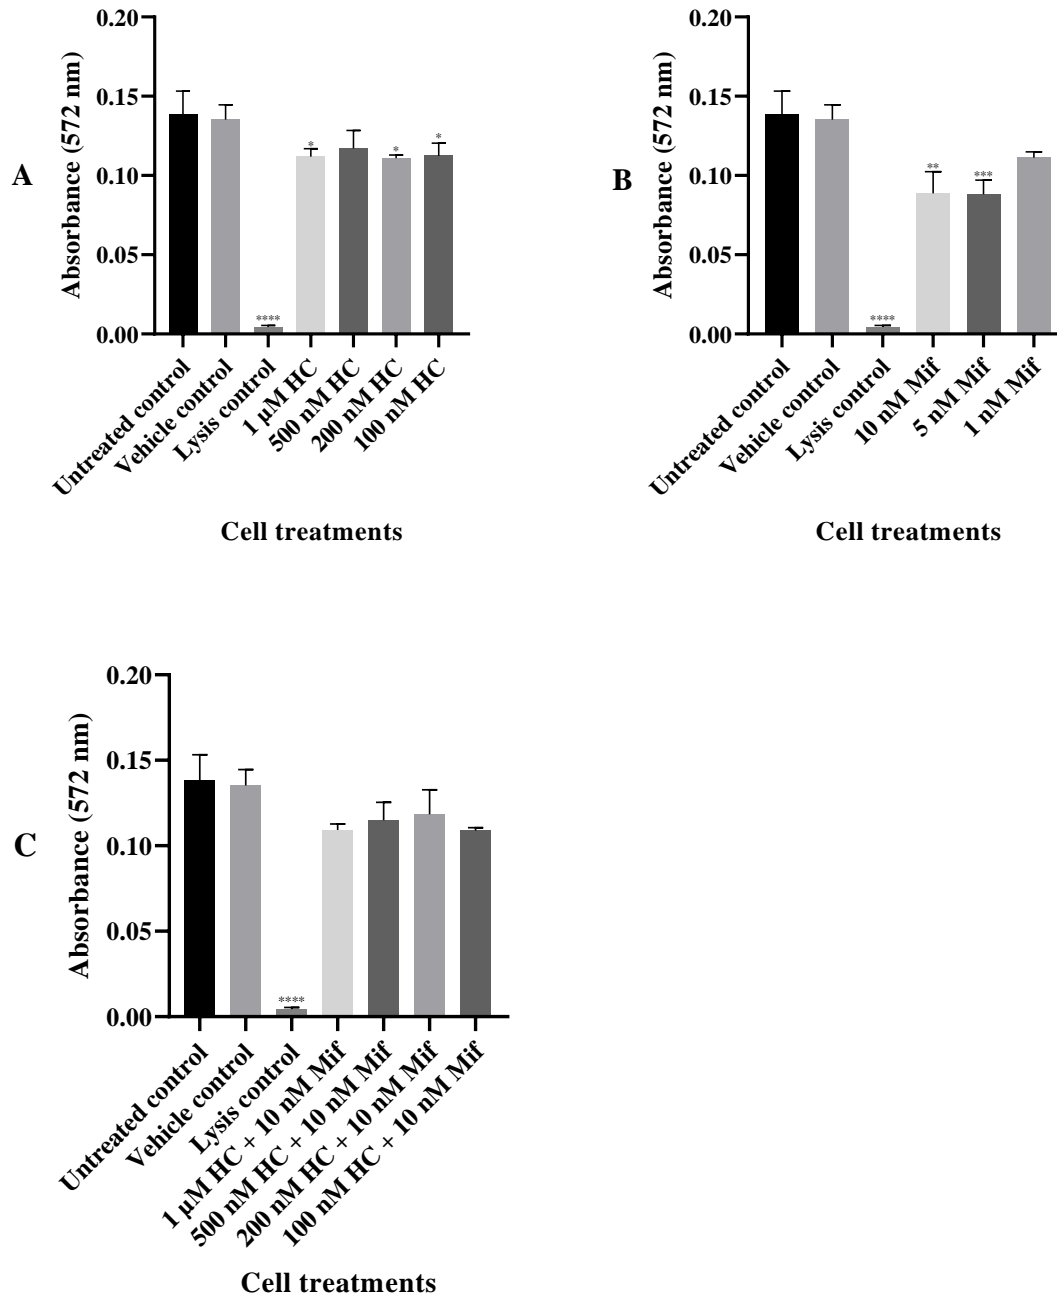 A
Absorbance (572 nm)
0.20
0.15
0.10
0.05
0.00
****
*
*
*
Untreated control
Vehicle control
Lysis control
1 μM HC
500 nM HC
200 nM HC
100 nM HC
Cell treatments
B
Absorbance (572 nm)
0.20
0.15
0.10
0.05
0.00
****
**
***
Untreated control
Vehicle control
Lysis control
10 nM Mif
5 nM Mif
1 nM Mif
Cell treatments
C
Absorbance (572 nm)
0.20
0.15
0.10
0.05
0.00
****
Untreated control
Vehicle control
Lysis control
1 μM HC + 10 nM Mif
500 nM HC + 10 nM Mif
200 nM HC + 10 nM Mif
100 nM HC + 10 nM Mif
Cell treatments